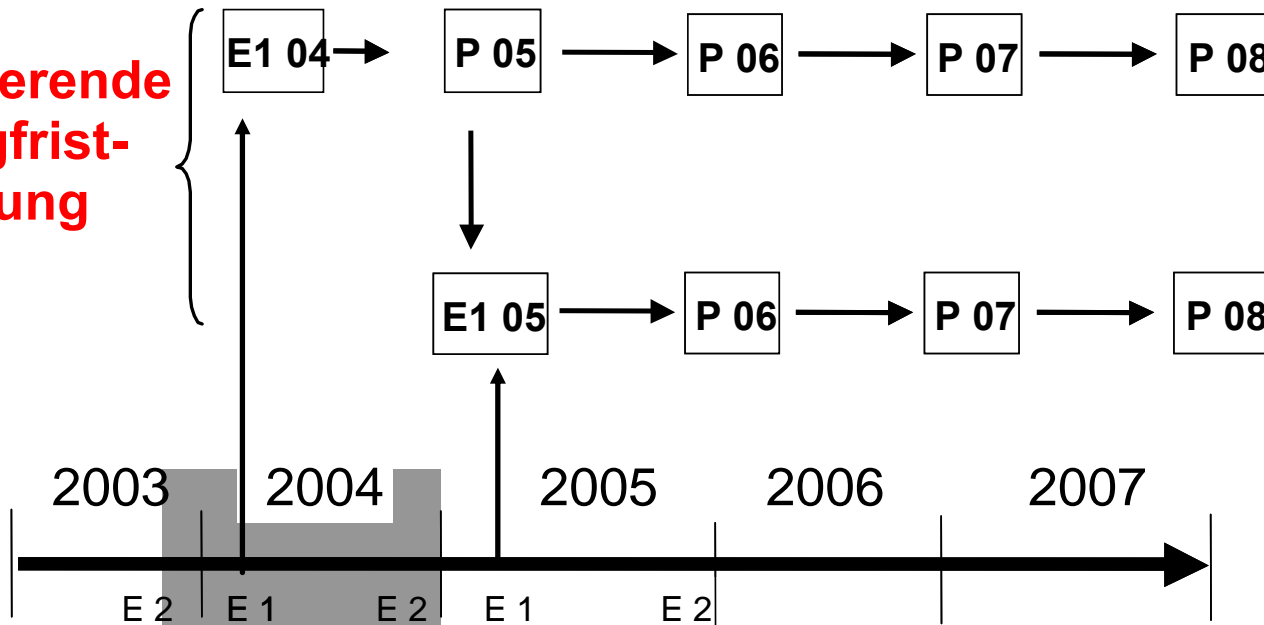 E1 04 P 05 P 06 P 07 P 08
erende
gfrist-
ung
E1 05 P 06 P 07 P 08
2003 2004 2005 2006 2007
E 2 E 1 E 2 E 1 E 2